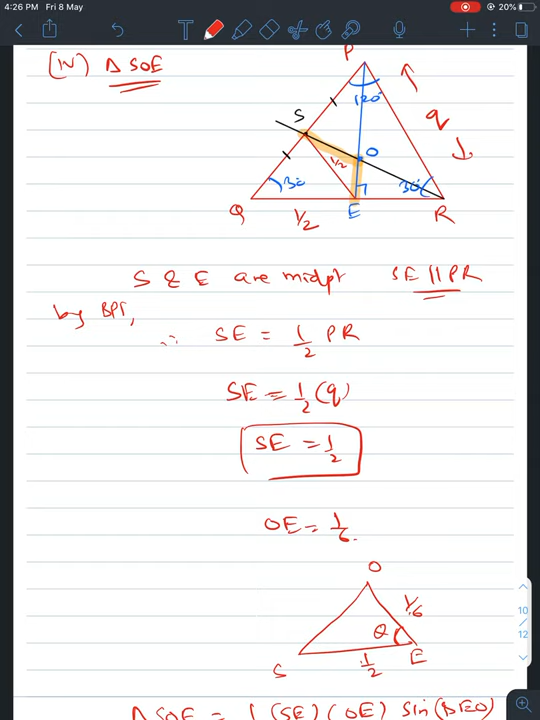 4:26 PM Fri 8 May
20%
(IV) Δ SOE
P
120°
q
S
O
1/2
30
30
Q
1/2
E
R
S & E are midpt SE || PR
by BPT,
∴ SE = 1/2 PR
SE = 1/2 (q)
SE = 1/2
OE = 1/6.
O
1/6
θ
S
1/2
E
10
/
12
Δ SOE = 1 (SE) (OE) sin(